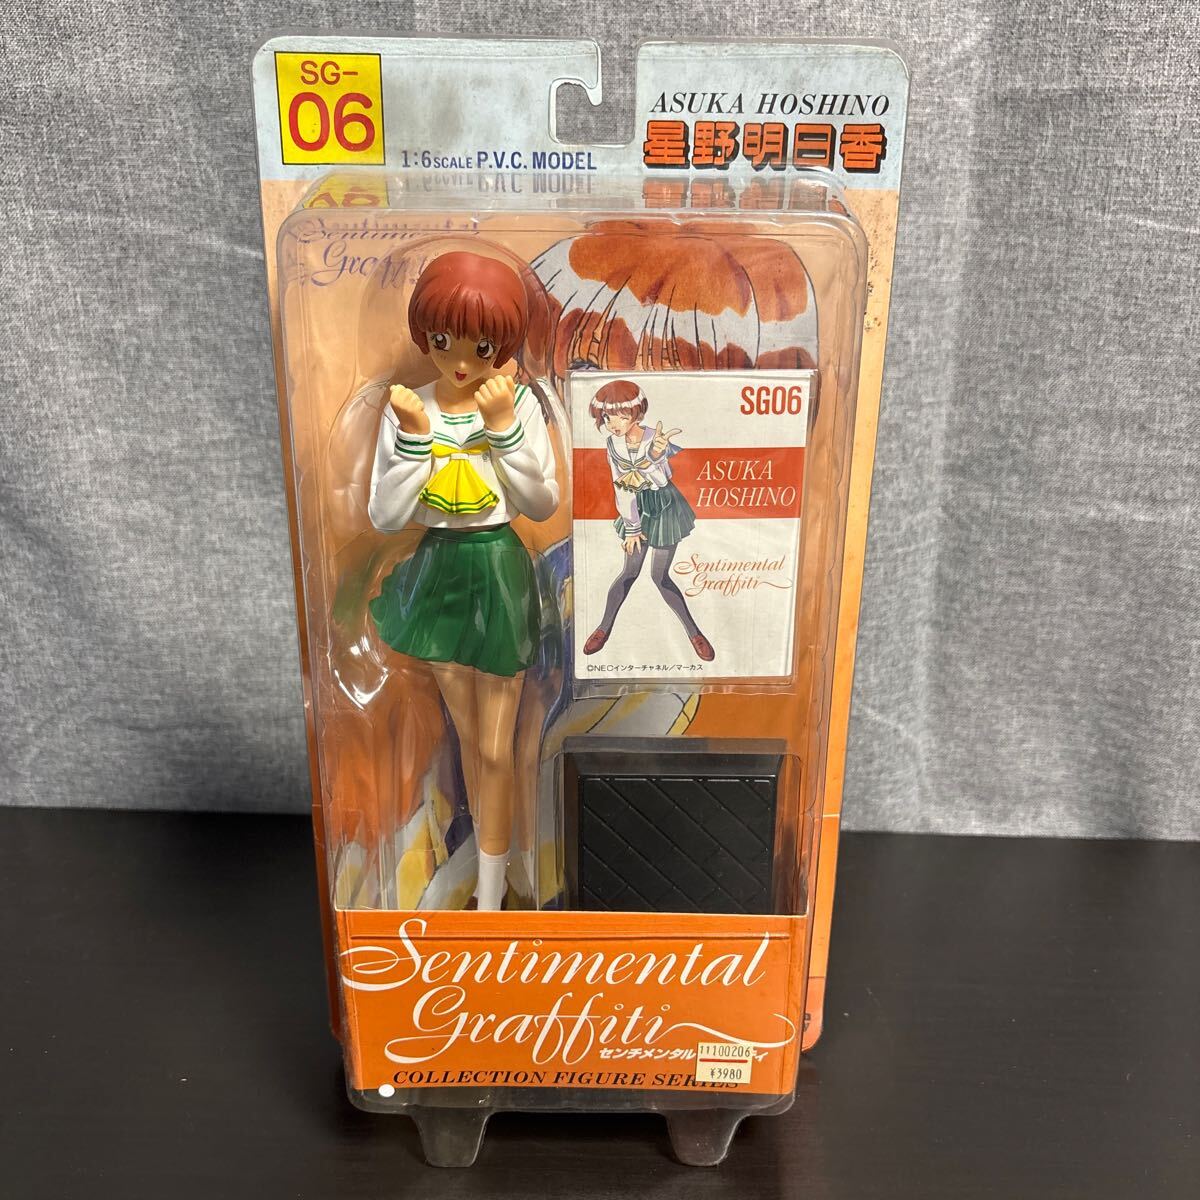 SG-
06
1:6 SCALE P.V.C. MODEL
ASUKA HOSHINO
星野明日香
SG06
ASUKA
HOSHINO
Sentimental
Graffiti
©NECインターチャネル/マーカス
Sentimental
Graffiti
センチメンタル
COLLECTION FIGURE SERIES
11100206
¥3980